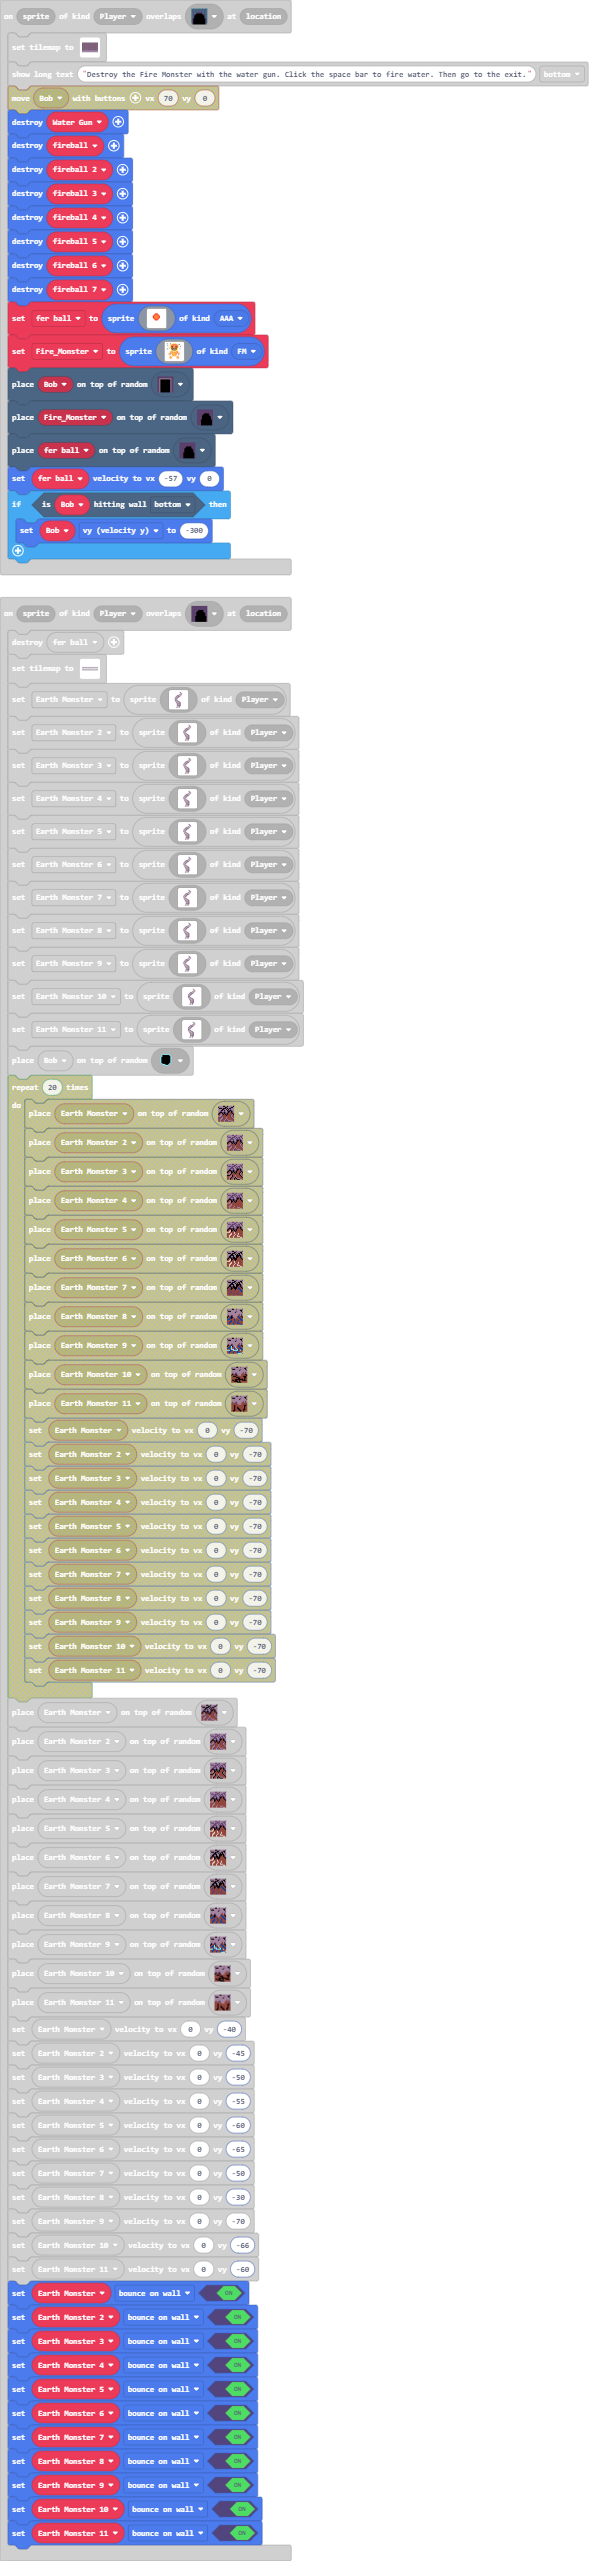 on sprite of kind Player overlaps at location
set tilemap to
show long text "Destroy the Fire Monster with the water gun. Click the space bar to fire water. Then go to the exit." bottom
move Bob with buttons vx 70 vy 0
destroy Water Gun
destroy fireball
destroy fireball 2
destroy fireball 3
destroy fireball 4
destroy fireball 5
destroy fireball 6
destroy fireball 7
set fer ball to sprite of kind AAA
set Fire_Monster to sprite of kind FM
place Bob on top of random
place Fire_Monster on top of random
place fer ball on top of random
set fer ball velocity to vx -57 vy 0
if is Bob hitting wall bottom then
set Bob vy (velocity y) to -300
on sprite of kind Player overlaps at location
destroy fer ball
set tilemap to
set Earth Monster to sprite of kind Player
set Earth Monster 2 to sprite of kind Player
set Earth Monster 3 to sprite of kind Player
set Earth Monster 4 to sprite of kind Player
set Earth Monster 5 to sprite of kind Player
set Earth Monster 6 to sprite of kind Player
set Earth Monster 7 to sprite of kind Player
set Earth Monster 8 to sprite of kind Player
set Earth Monster 9 to sprite of kind Player
set Earth Monster 10 to sprite of kind Player
set Earth Monster 11 to sprite of kind Player
place Bob on top of random
repeat 20 times
do
place Earth Monster on top of random
place Earth Monster 2 on top of random
place Earth Monster 3 on top of random
place Earth Monster 4 on top of random
place Earth Monster 5 on top of random
place Earth Monster 6 on top of random
place Earth Monster 7 on top of random
place Earth Monster 8 on top of random
place Earth Monster 9 on top of random
place Earth Monster 10 on top of random
place Earth Monster 11 on top of random
set Earth Monster velocity to vx 0 vy -70
set Earth Monster 2 velocity to vx 0 vy -70
set Earth Monster 3 velocity to vx 0 vy -70
set Earth Monster 4 velocity to vx 0 vy -70
set Earth Monster 5 velocity to vx 0 vy -70
set Earth Monster 6 velocity to vx 0 vy -70
set Earth Monster 7 velocity to vx 0 vy -70
set Earth Monster 8 velocity to vx 0 vy -70
set Earth Monster 9 velocity to vx 0 vy -70
set Earth Monster 10 velocity to vx 0 vy -70
set Earth Monster 11 velocity to vx 0 vy -70
place Earth Monster on top of random
place Earth Monster 2 on top of random
place Earth Monster 3 on top of random
place Earth Monster 4 on top of random
place Earth Monster 5 on top of random
place Earth Monster 6 on top of random
place Earth Monster 7 on top of random
place Earth Monster 8 on top of random
place Earth Monster 9 on top of random
place Earth Monster 10 on top of random
place Earth Monster 11 on top of random
set Earth Monster velocity to vx 0 vy -40
set Earth Monster 2 velocity to vx 0 vy -45
set Earth Monster 3 velocity to vx 0 vy -50
set Earth Monster 4 velocity to vx 0 vy -55
set Earth Monster 5 velocity to vx 0 vy -60
set Earth Monster 6 velocity to vx 0 vy -65
set Earth Monster 7 velocity to vx 0 vy -50
set Earth Monster 8 velocity to vx 0 vy -30
set Earth Monster 9 velocity to vx 0 vy -70
set Earth Monster 10 velocity to vx 0 vy -66
set Earth Monster 11 velocity to vx 0 vy -60
set Earth Monster bounce on wall ON
set Earth Monster 2 bounce on wall ON
set Earth Monster 3 bounce on wall ON
set Earth Monster 4 bounce on wall ON
set Earth Monster 5 bounce on wall ON
set Earth Monster 6 bounce on wall ON
set Earth Monster 7 bounce on wall ON
set Earth Monster 8 bounce on wall ON
set Earth Monster 9 bounce on wall ON
set Earth Monster 10 bounce on wall ON
set Earth Monster 11 bounce on wall ON